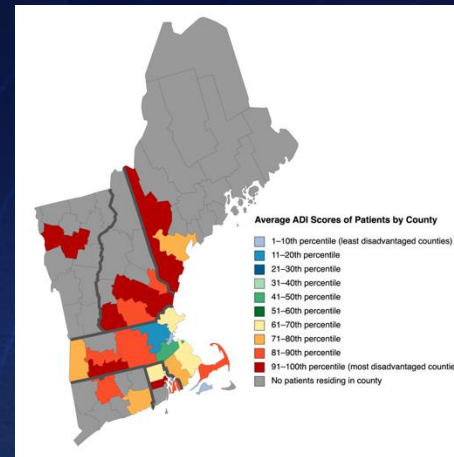 Average ADI Scores of Patients by County
1–10th percentile (least disadvantaged counties)
11–20th percentile
21–30th percentile
31–40th percentile
41–50th percentile
51–60th percentile
61–70th percentile
71–80th percentile
81–90th percentile
91–100th percentile (most disadvantaged countie
No patients residing in county